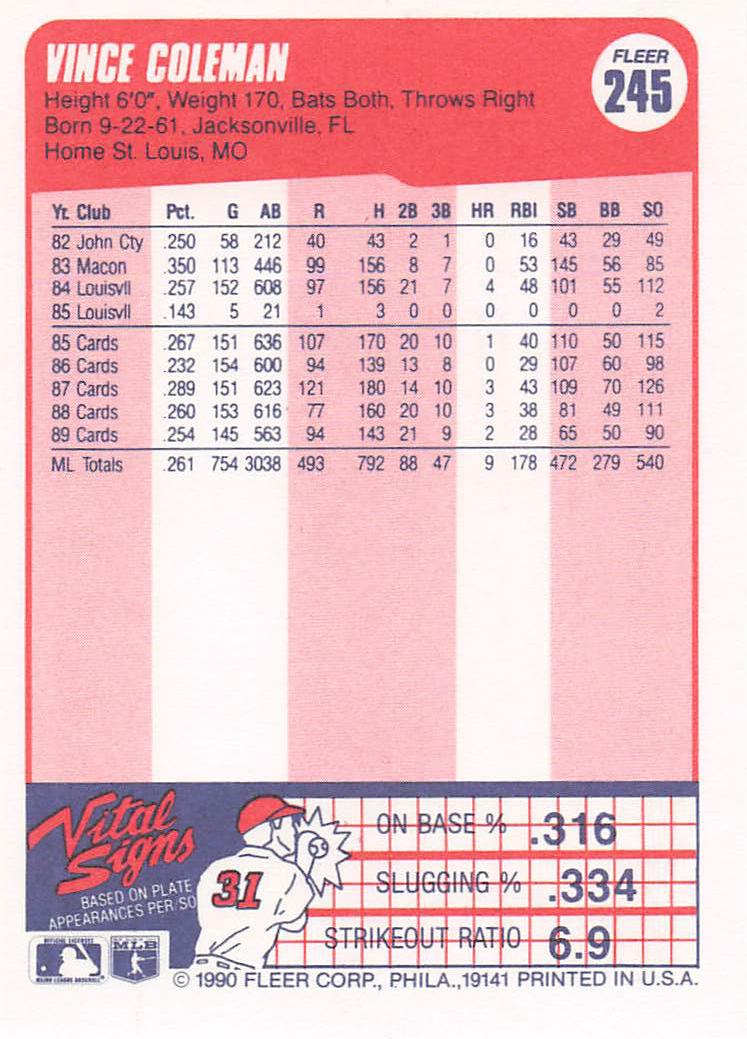 VINCE COLEMAN
FLEER
245
Height 6'0", Weight 170, Bats Both, Throws Right
Born 9-22-61, Jacksonville, FL
Home St. Louis, MO
Yr. Club Pct. G AB R H 2B 3B HR RBI SB BB SO
82 John Cty .250 58 212 40 43 2 1 0 16 43 29 49
83 Macon .350 113 446 99 156 8 7 0 53 145 56 85
84 Louisvll .257 152 608 97 156 21 7 4 48 101 55 112
85 Louisvll .143 5 21 1 3 0 0 0 0 0 0 2
85 Cards .267 151 636 107 170 20 10 1 40 110 50 115
86 Cards .232 154 600 94 139 13 8 0 29 107 60 98
87 Cards .289 151 623 121 180 14 10 3 43 109 70 126
88 Cards .260 153 616 77 160 20 10 3 38 81 49 111
89 Cards .254 145 563 94 143 21 9 2 28 65 50 90
ML Totals .261 754 3038 493 792 88 47 9 178 472 279 540
Vital
Signs
BASED ON PLATE
APPEARANCES PER/SO
31
ON BASE % .316
SLUGGING % .334
STRIKEOUT RATIO 6.9
OFFICIAL LICENSEE
MAJOR LEAGUE BASEBALL
MLB
© 1990 FLEER CORP., PHILA.,19141 PRINTED IN U.S.A.